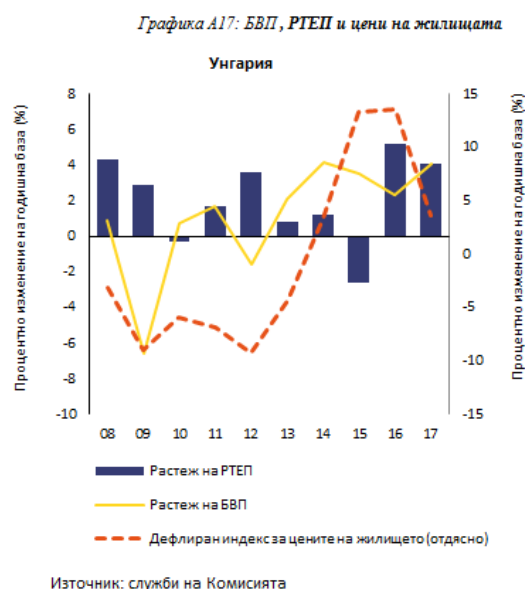 Графика А17: БВП , РТЕП и цени на жилищата
Унгария
Процентно изменение на годишна база (%)
8
6
4
2
0
-2
-4
-6
-8
-10
15
10
5
0
-5
-10
-15
Процентно изменение на годишна база (%)
08 09 10 11 12 13 14 15 16 17
Растеж на РТЕП
Растеж на БВП
Дефлиран индекс за цените на жилището (отдясно)
Източник: служби на Комисията